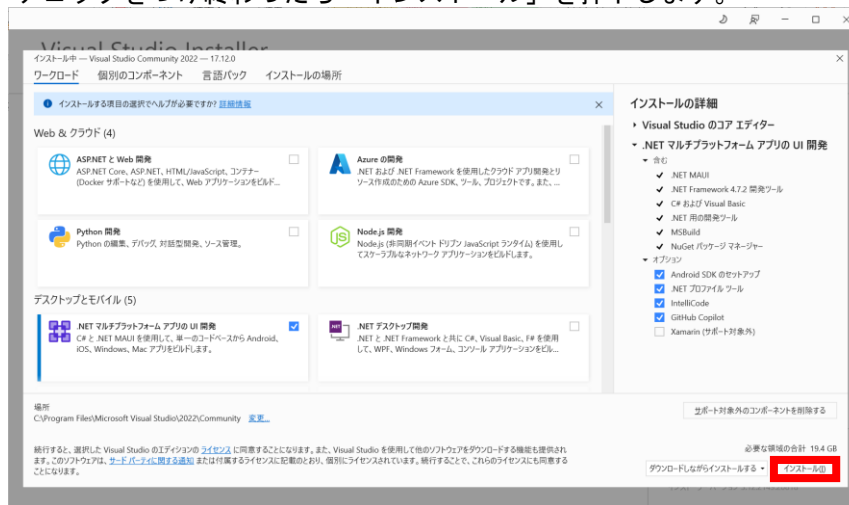 チェックをつけ終わったら「インストール」を押下します。
Visual Studio Installer
インストール中 — Visual Studio Community 2022 — 17.12.0
ワークロード 個別のコンポーネント 言語パック インストールの場所
インストールする項目の選択でヘルプが必要ですか? 詳細情報
Web & クラウド (4)
ASP.NET と Web 開発
ASP.NET Core、ASP.NET、HTML/JavaScript、コンテナー
(Docker サポートなど) を使用して、Web アプリケーションをビルド...
Azure の開発
.NET および .NET Framework を使用したクラウド アプリ開発とリ
ソース作成のための Azure SDK、ツール、プロジェクトです。また、...
Python 開発
Python の編集、デバッグ、対話型開発、ソース管理。
Node.js 開発
Node.js (非同期イベント ドリブン JavaScript ランタイム) を使用し
てスケーラブルなネットワーク アプリケーションをビルドします。
デスクトップとモバイル (5)
.NET マルチプラットフォーム アプリの UI 開発
C# と .NET MAUI を使用して、単一のコードベースから Android、
iOS、Windows、Mac アプリをビルドします。
.NET デスクトップ開発
.NET と .NET Framework と共に C#、Visual Basic、F# を使用
して、WPF、Windows フォーム、コンソール アプリケーションをビル...
インストールの詳細
Visual Studio のコア エディター
.NET マルチプラットフォーム アプリの UI 開発
含む
.NET MAUI
.NET Framework 4.7.2 開発ツール
C# および Visual Basic
.NET 用の開発ツール
MSBuild
NuGet パッケージ マネージャー
オプション
Android SDK のセットアップ
.NET プロファイル ツール
IntelliCode
GitHub Copilot
Xamarin (サポート対象外)
場所
C:\Program Files\Microsoft Visual Studio\2022\Community 変更...
サポート対象外のコンポーネントを削除する
続行すると、選択した Visual Studio のエディションの ライセンス に同意することになります。また、Visual Studio を使用して他のソフトウェアをダウンロードする機能も提供され
ます。このソフトウェアは、サード パーティに関する通知 または付属するライセンスに記載のとおり、個別にライセンスされています。続行することで、これらのライセンスにも同意する
ことになります。
必要な領域の合計 19.4 GB
ダウンロードしながらインストールする インストール(I)